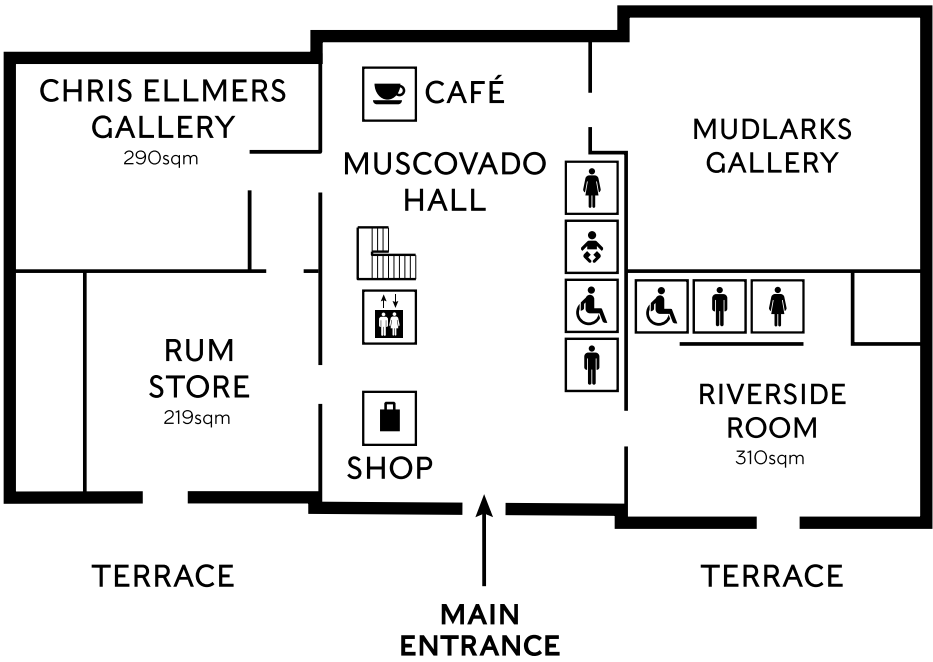 CHRIS ELLMERS
GALLERY
290sqm
CAFÉ
MUSCOVADO
HALL
MUDLARKS
GALLERY
RUM
STORE
219sqm
SHOP
RIVERSIDE
ROOM
310sqm
TERRACE
TERRACE
MAIN
ENTRANCE